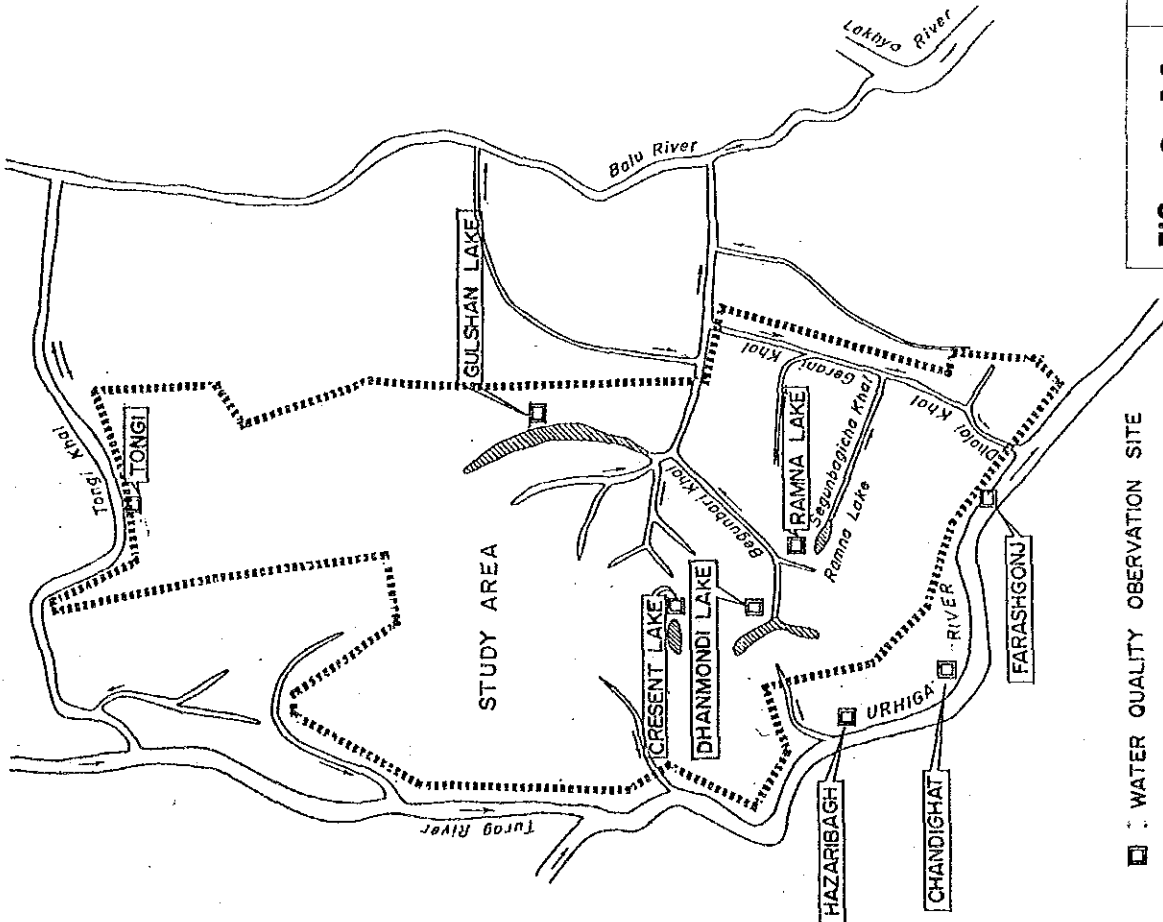 Lakhya River
Balu River
GULSHAN LAKE
Tongi Khal
TONGI
STUDY AREA
CRESENT LAKE
DHANMONDI LAKE
Begunbari Khal
RAMNA LAKE
Segunbagicha Khal
Gerani Khal
Ramna Lake
Dholai Khal
Turag River
URHIGA RIVER
HAZARIBAGH
CHANDIGHAT
FARASHGONJ
: WATER QUALITY OBERVATION SITE